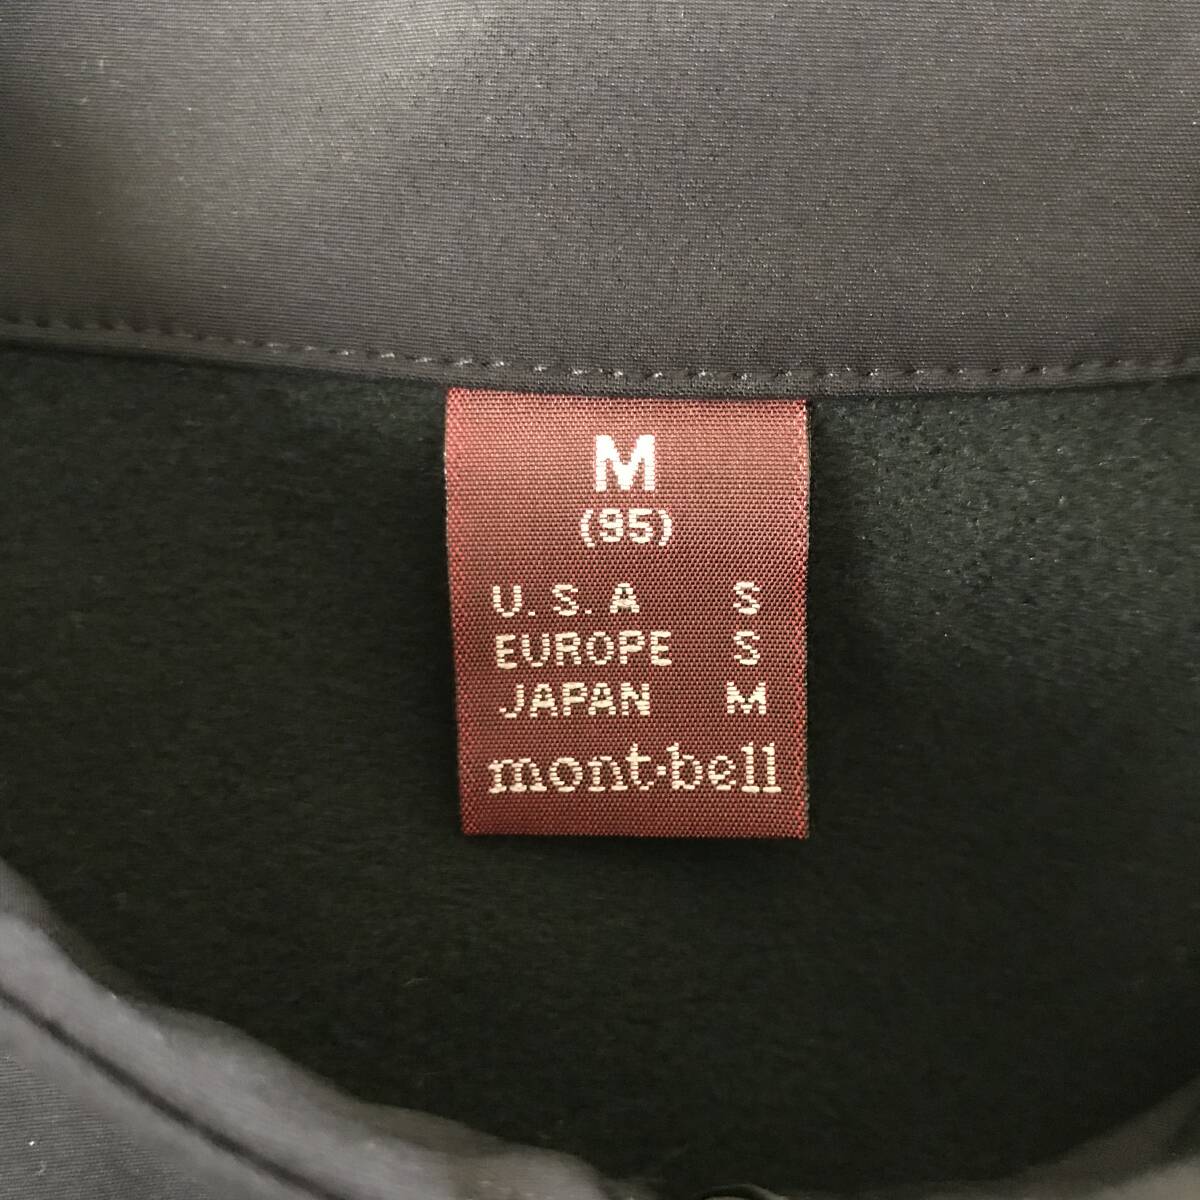 M
(95)
U.S.A S
EUROPE S
JAPAN M
mont·bell